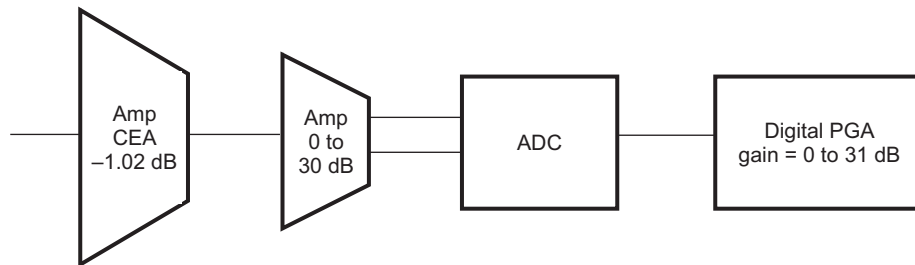 Amp
CEA
–1.02 dB
Amp
0 to
30 dB
ADC
Digital PGA
gain = 0 to 31 dB